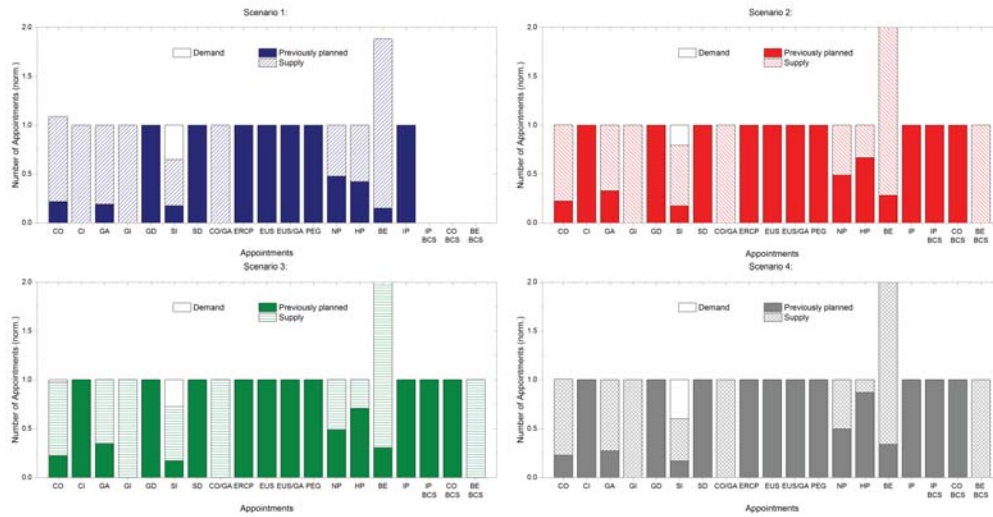 Scenario 1:
2.0
1.5
1.0
0.5
0.0
Number of Appointments (norm.)
Demand
Previously planned
Supply
CO CI GA GI GD SI SD CO/GA ERCP EUS EUS/GA PEG NP HP BE IP IP CO BE
BCS BCS BCS
Appointments
Scenario 2:
2.0
1.5
1.0
0.5
0.0
Number of Appointments (norm.)
Demand
Previously planned
Supply
CO CI GA GI GD SI SD CO/GA ERCP EUS EUS/GA PEG NP HP BE IP IP CO BE
BCS BCS BCS
Appointments
Scenario 3:
2.0
1.5
1.0
0.5
0.0
Number of Appointments (norm.)
Demand
Previously planned
Supply
CO CI GA GI GD SI SD CO/GA ERCP EUS EUS/GA PEG NP HP BE IP IP CO BE
BCS BCS BCS
Appointments
Scenario 4:
2.0
1.5
1.0
0.5
0.0
Number of Appointments (norm.)
Demand
Previously planned
Supply
CO CI GA GI GD SI SD CO/GA ERCP EUS EUS/GA PEG NP HP BE IP IP CO BE
BCS BCS BCS
Appointments